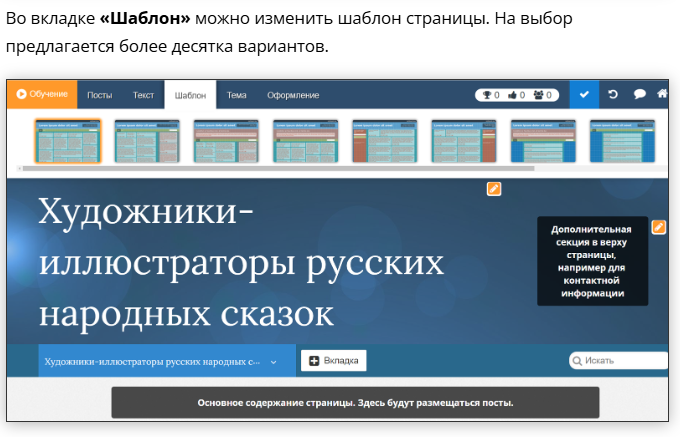 Во вкладке «Шаблон» можно изменить шаблон страницы. На выбор
предлагается более десятка вариантов.
Обучение Посты Текст Шаблон Тема Оформление 0 0 0
Художники-
иллюстраторы русских
народных сказок
Дополнительная
секция в верху
страницы,
например для
контактной
информации
Художники-иллюстраторы русских народных с··· Вкладка Искать
Основное содержание страницы. Здесь будут размещаться посты.